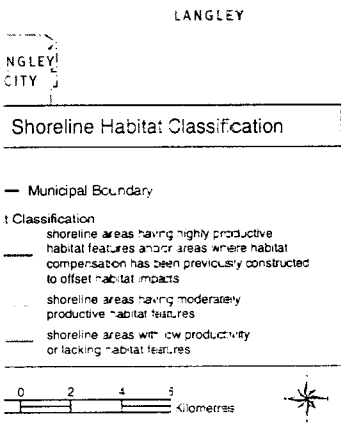 LANGLEY
NGLEY
CITY
Shoreline Habitat Classification
Municipal Boundary
t Classification
shoreline areas having highly productive
habitat features and/or areas where habitat
compensation has been previously constructed
to offset habitat impacts
shoreline areas having moderately
productive habitat features
shoreline areas with low productivity
or lacking habitat features
0 2 4 6
Kilometres